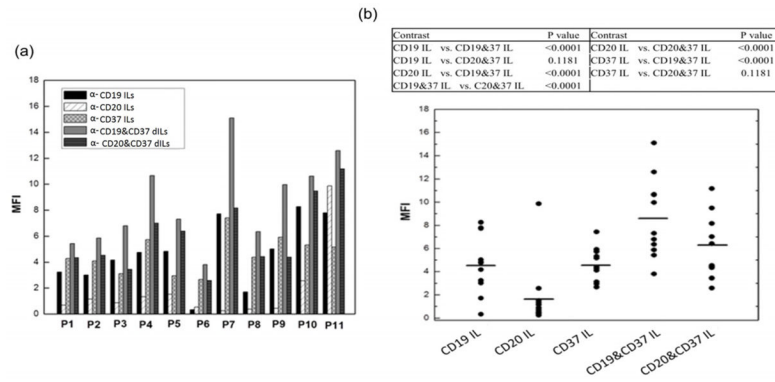 (a)
MFI
18
16
14
12
10
8
6
4
2
0
α- CD19 ILs
α- CD20 ILs
α- CD37 ILs
α- CD19&CD37 dILs
α- CD20&CD37 dILs
P1 P2 P3 P4 P5 P6 P7 P8 P9 P10 P11
(b)
Contrast P value Contrast P value
CD19 IL vs. CD19&37 IL <0.0001 CD20 IL vs. CD20&37 IL <0.0001
CD19 IL vs. CD20&37 IL 0.1181 CD37 IL vs. CD19&37 IL <0.0001
CD20 IL vs. CD19&37 IL <0.0001 CD37 IL vs. CD20&37 IL 0.1181
CD19&37 IL vs. C20&37 IL <0.0001
MFI
18
16
14
12
10
8
6
4
2
0
CD19 IL
CD20 IL
CD37 IL
CD19&CD37 IL
CD20&CD37 IL